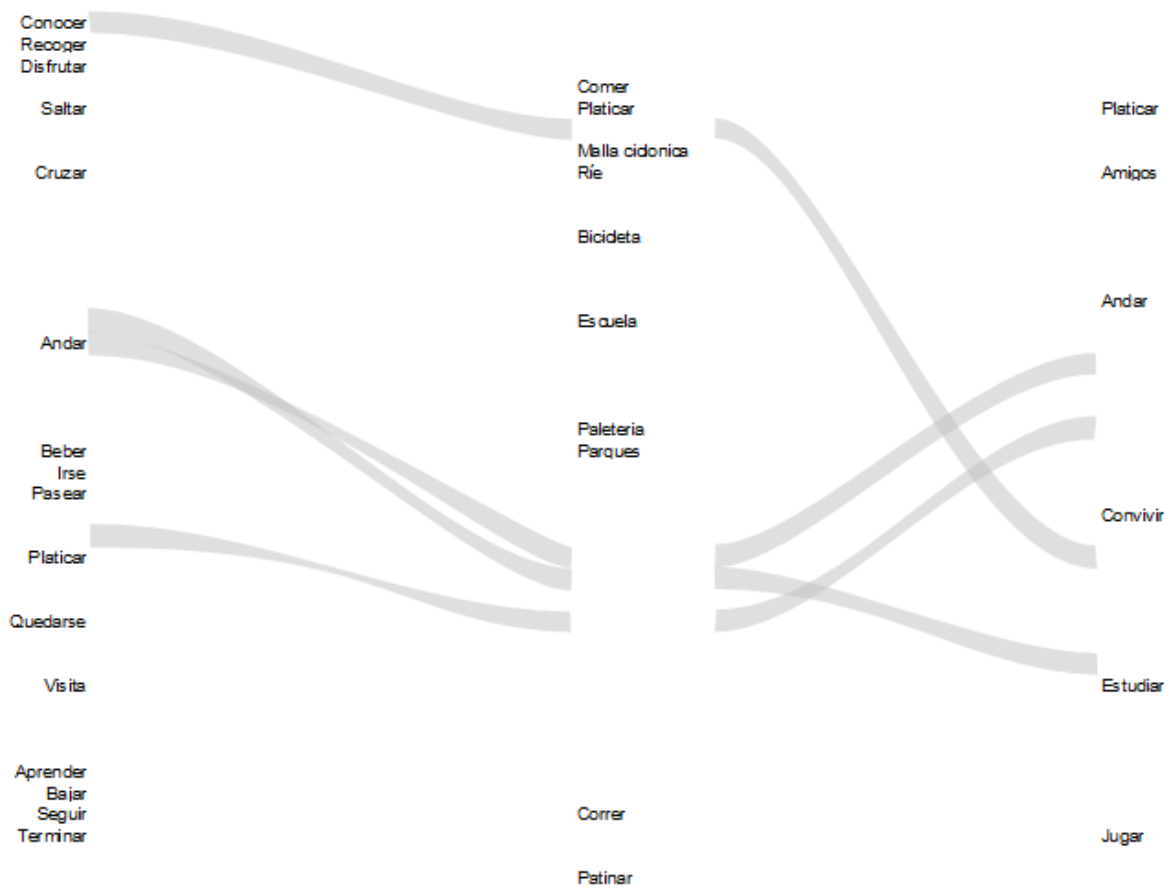 Conocer
Recoger
Disfrutar
Saltar
Cruzar
Andar
Beber
Irse
Pasear
Platicar
Quedarse
Visita
Aprender
Bajar
Seguir
Terminar
Comer
Platicar
Malla cidonica
Ríe
Bicideta
Escuela
Paleteria
Parques
Correr
Patinar
Platicar
Amigos
Andar
Convivir
Estudiar
Jugar